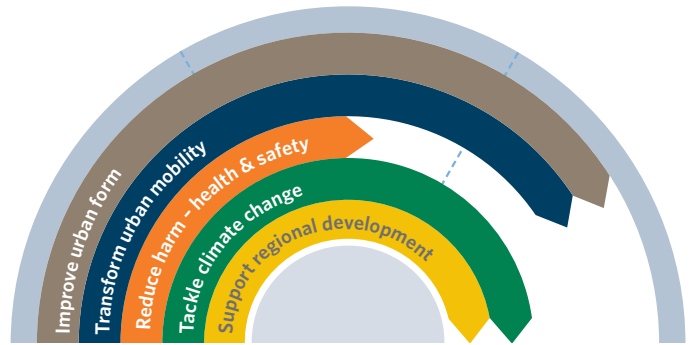 Improve urban form
Transform urban mobility
Reduce harm – health & safety
Tackle climate change
Support regional development